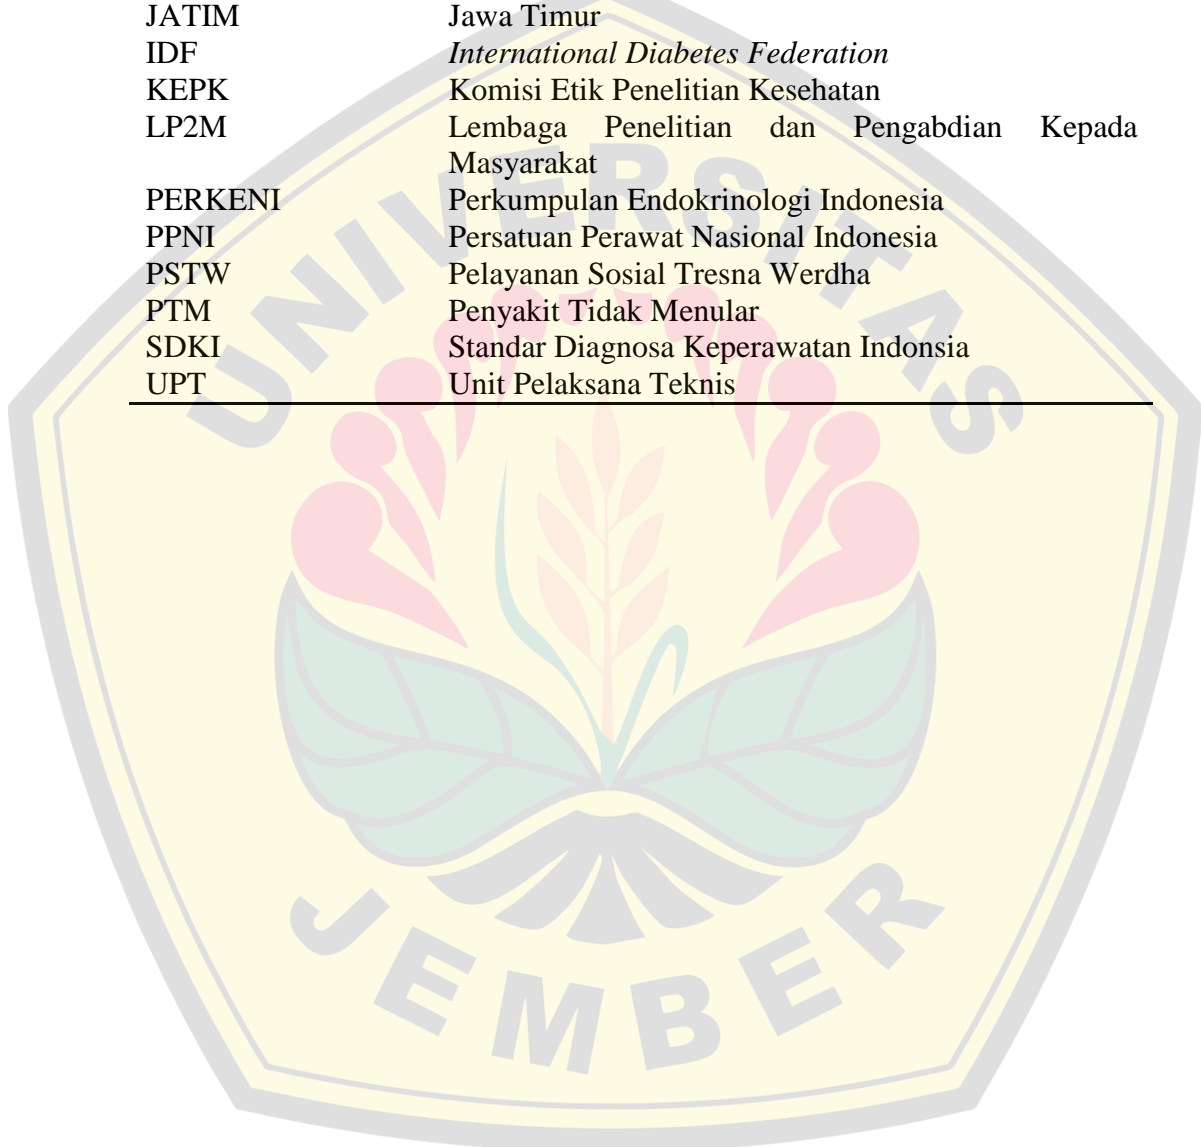 JATIM Jawa Timur
IDF International Diabetes Federation
KEPK Komisi Etik Penelitian Kesehatan
LP2M Lembaga Penelitian dan Pengabdian Kepada
Masyarakat
PERKENI Perkumpulan Endokrinologi Indonesia
PPNI Persatuan Perawat Nasional Indonesia
PSTW Pelayanan Sosial Tresna Werdha
PTM Penyakit Tidak Menular
SDKI Standar Diagnosa Keperawatan Indonsia
UPT Unit Pelaksana Teknis
UNIVERSITAS
JEMBER